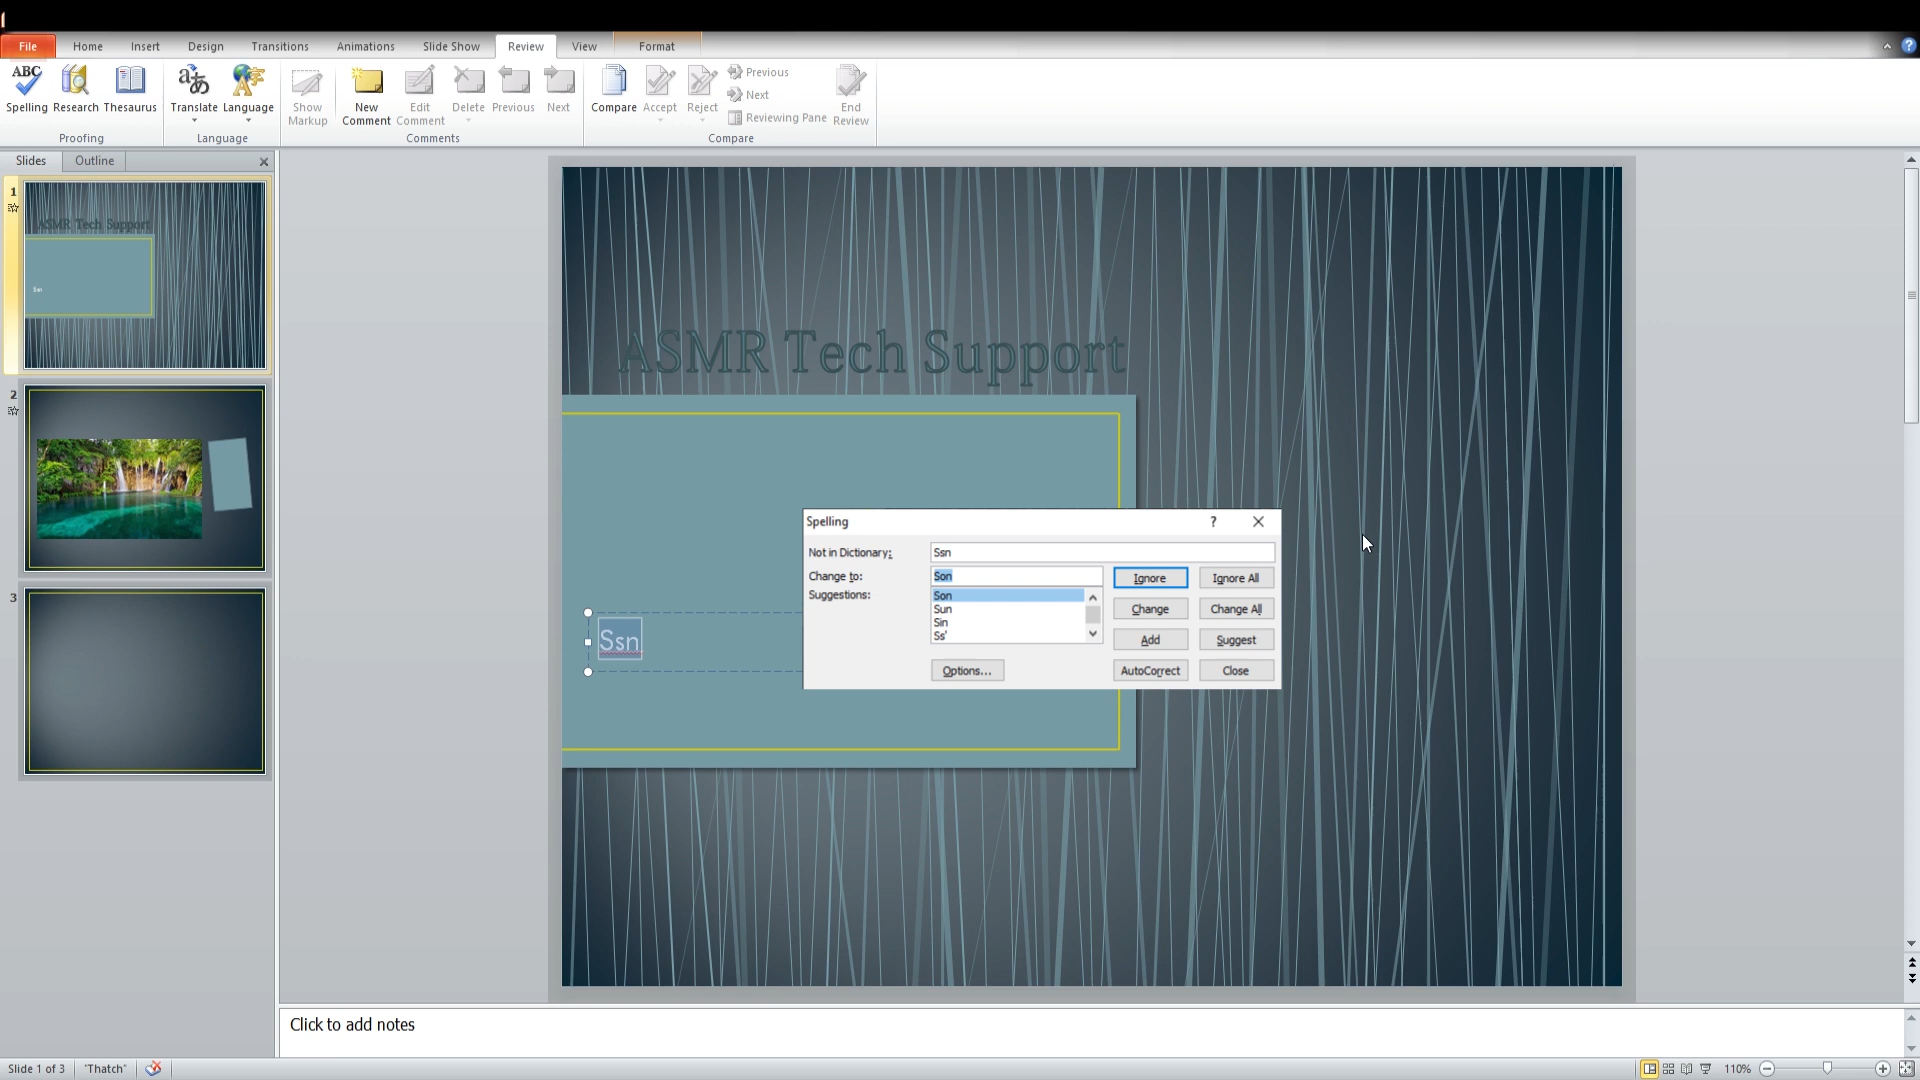 File Home Insert Design Transitions Animations Slide Show Review View Format
Spelling Research Thesaurus Translate Language Show Markup New Comment Edit Comment Delete Previous Next Compare Accept Reject Previous Next Reviewing Pane End Review
Proofing Language Comments Compare
Slides Outline
1
ASMR Tech Support
Ssn
2
3
ASMR Tech Support
Ssn
Spelling
Not in Dictionary: Ssn
Change to: Son Ignore Ignore All
Suggestions: Son
Sun Change Change All
Sin
Ss' Add Suggest
Options... AutoCorrect Close
Click to add notes
Slide 1 of 3 "Thatch" 110%